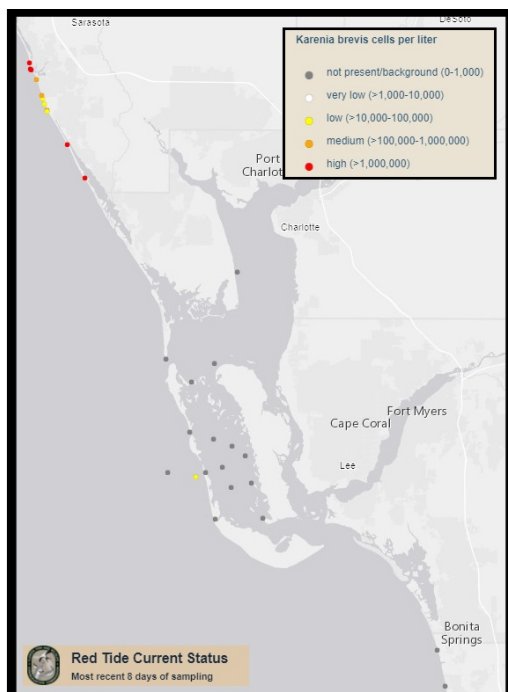 Sarasota
DeSoto
Karenia brevis cells per liter
not present/background (0-1,000)
very low (>1,000-10,000)
low (>10,000-100,000)
medium (>100,000-1,000,000)
high (>1,000,000)
Port
Charlot
Charlotte
Fort Myers
Cape Coral
Lee
Bonita
Springs
Red Tide Current Status
Most recent 8 days of sampling